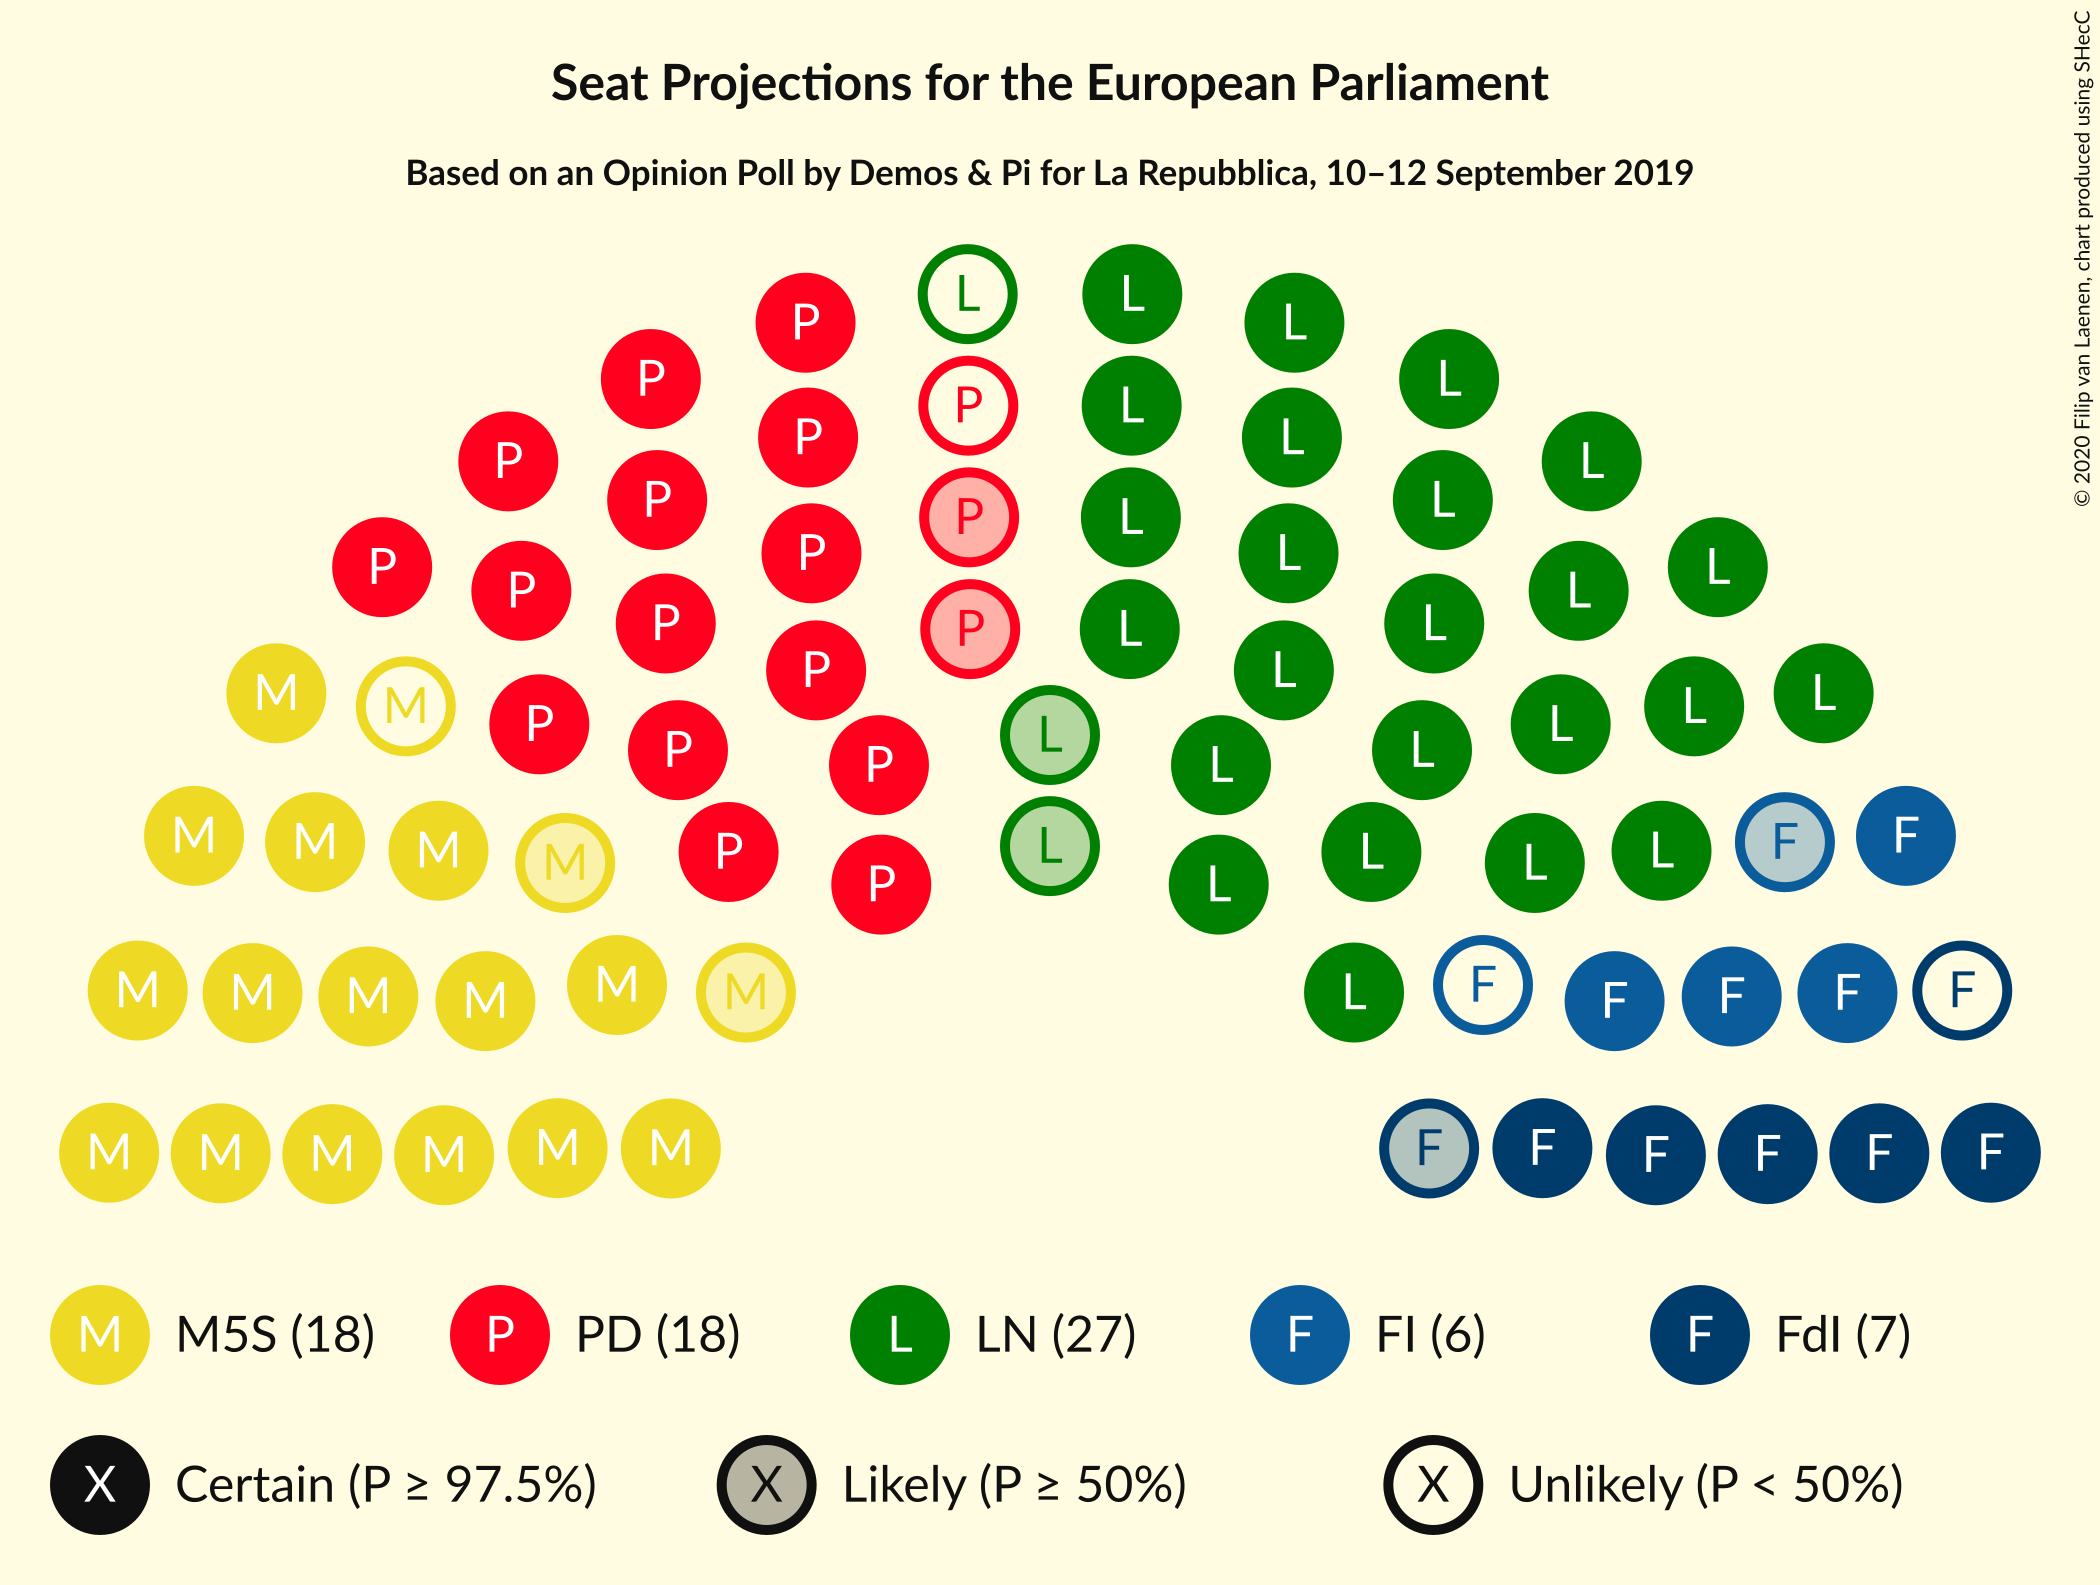 Seat Projections for the European Parliament
Based on an Opinion Poll by Demos & Pi for La Repubblica, 10–12 September 2019
© 2020 Filip van Laenen, chart produced using SHecC
L L
P L
P P L
P P L L
P L L
P P L
P L L
P P L L
P P L L
P P L L
P L
M M L L
P P L L
L
P P L L
M M F F
M M P L L L
L
M P L
M M F F
M M M M L F F F
M M F
M M F F
M M M M F F F F
M M F F
M M5S (18) P PD (18) L LN (27) F FI (6) F FdI (7)
X Certain (P ≥ 97.5%) X Likely (P ≥ 50%) X Unlikely (P < 50%)